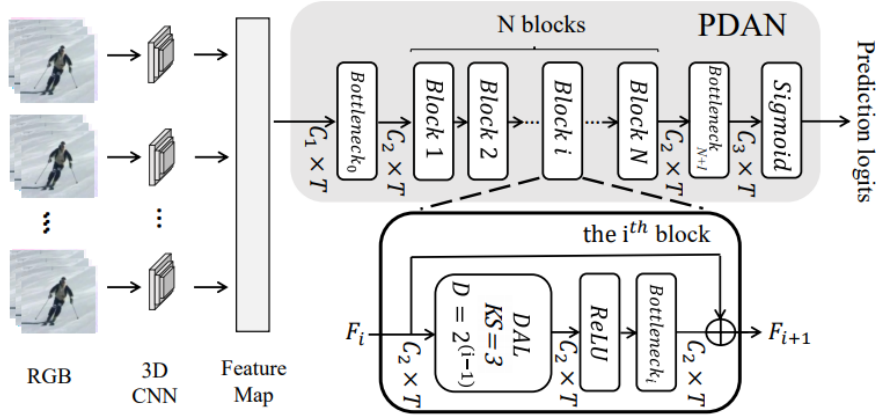 N blocks
PDAN
Bottleneck₀
Block 1
Block 2
Block i
Block N
Bottleneck N+1
Sigmoid
C₁ × T
C₂ × T
C₂ × T
C₃ × T
Prediction logits
the iᵗʰ block
Fᵢ
C₂ × T
DAL
KS = 3
D = 2⁽ⁱ⁻¹⁾
C₂ × T
ReLU
Bottleneckᵢ
C₂ × T
Fᵢ₊₁
RGB
3D
CNN
Feature
Map